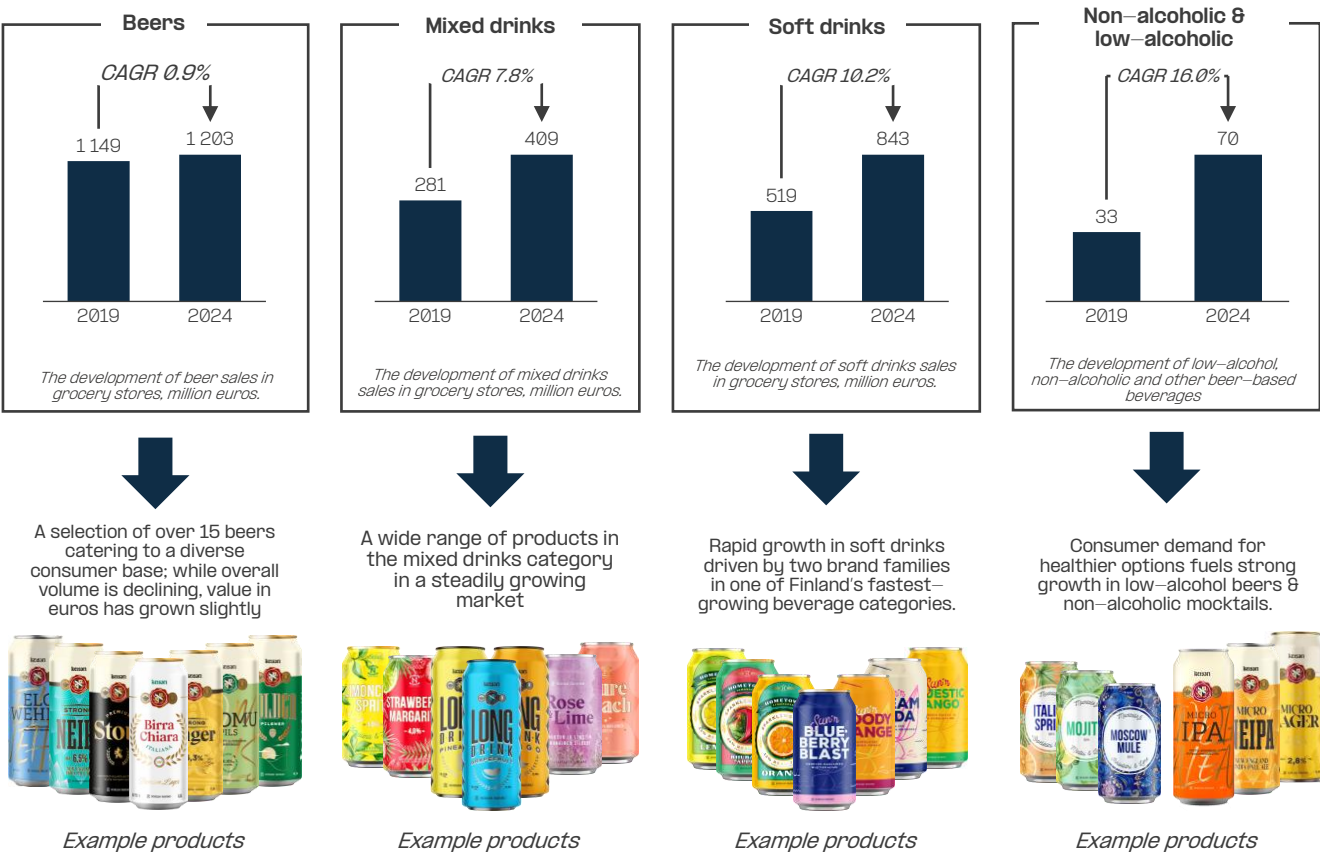 Beers
CAGR 0.9%
1 149
1 203
2019
2024
The development of beer sales in
grocery stores, million euros.
Mixed drinks
CAGR 7.8%
281
409
2019
2024
The development of mixed drinks
sales in grocery stores, million euros.
Soft drinks
CAGR 10.2%
519
843
2019
2024
The development of soft drinks sales
in grocery stores, million euros.
Non–alcoholic &
low–alcoholic
CAGR 16.0%
33
70
2019
2024
The development of low–alcohol,
non–alcoholic and other beer–based
beverages
A selection of over 15 beers
catering to a diverse
consumer base; while overall
volume is declining, value in
euros has grown slightly
A wide range of products in
the mixed drinks category
in a steadily growing
market
Rapid growth in soft drinks
driven by two brand families
in one of Finland's fastest–
growing beverage categories.
Consumer demand for
healthier options fuels strong
growth in low–alcohol beers &
non–alcoholic mocktails.
Birra
Chiara
ITALIANA
LONG
DRINK
BLUE-
BERRY
BLAST
MOSCOW
MULE
MICRO
IPA
Example products
Example products
Example products
Example products